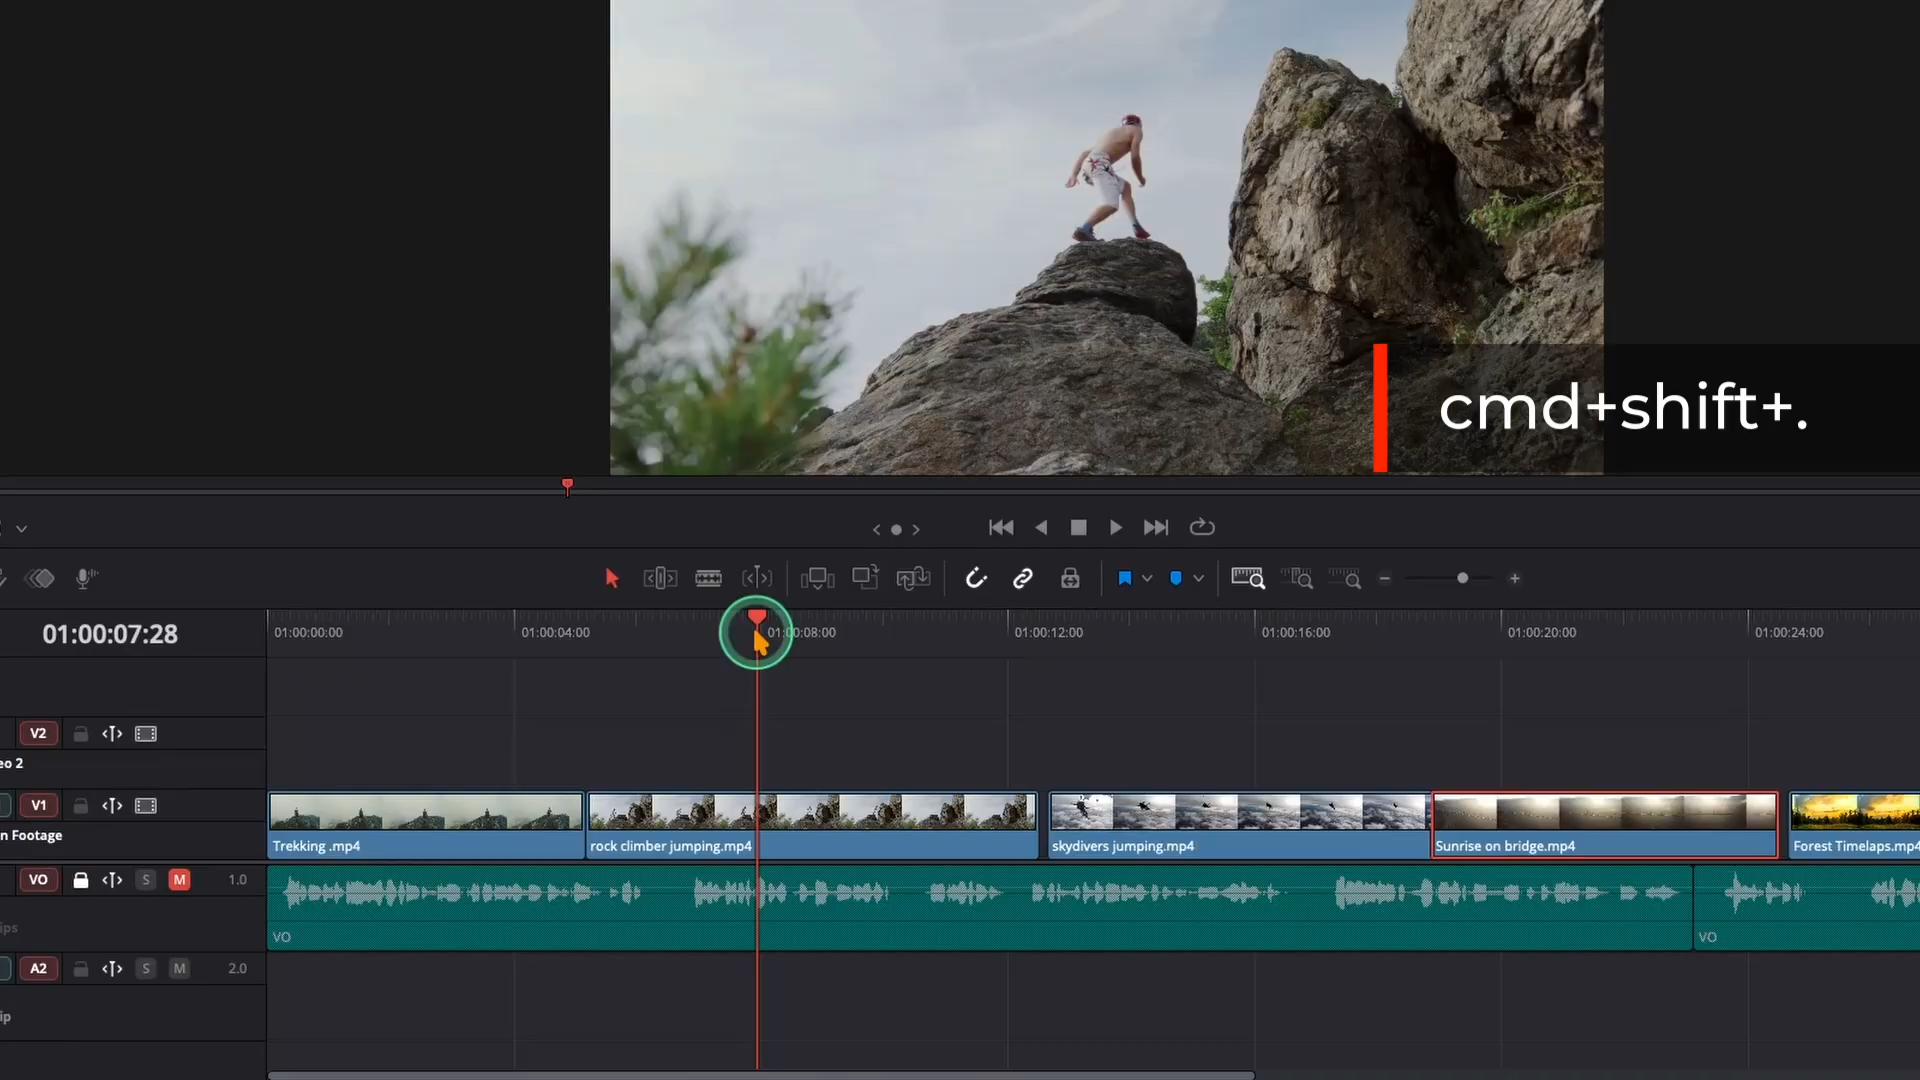 cmd+shift+.
01:00:07:28
01:00:00:00
01:00:04:00
01:00:08:00
01:00:12:00
01:00:16:00
01:00:20:00
01:00:24:00
V2
eo 2
V1
n Footage
Trekking .mp4
rock climber jumping.mp4
skydivers jumping.mp4
Sunrise on bridge.mp4
Forest Timelaps.mp4
VO
S
M
1.0
ips
VO
VO
A2
S
M
2.0
ip